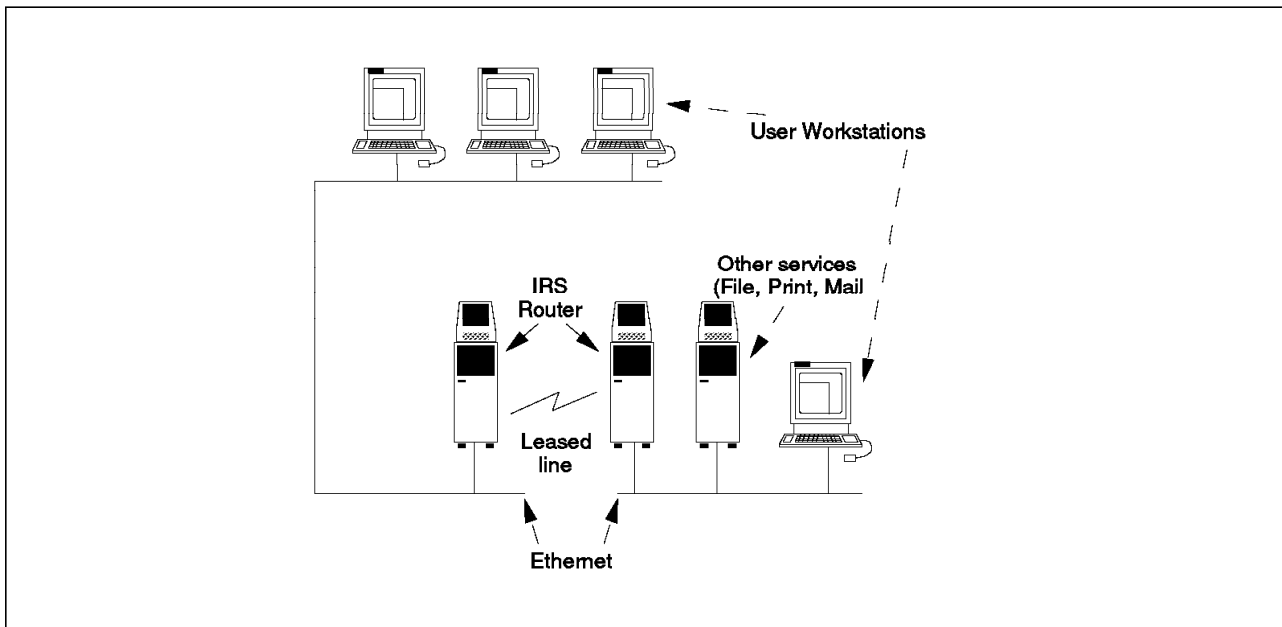 User Workstations
Other services
(File, Print, Mail
IRS
Router
Leased
line
Ethernet